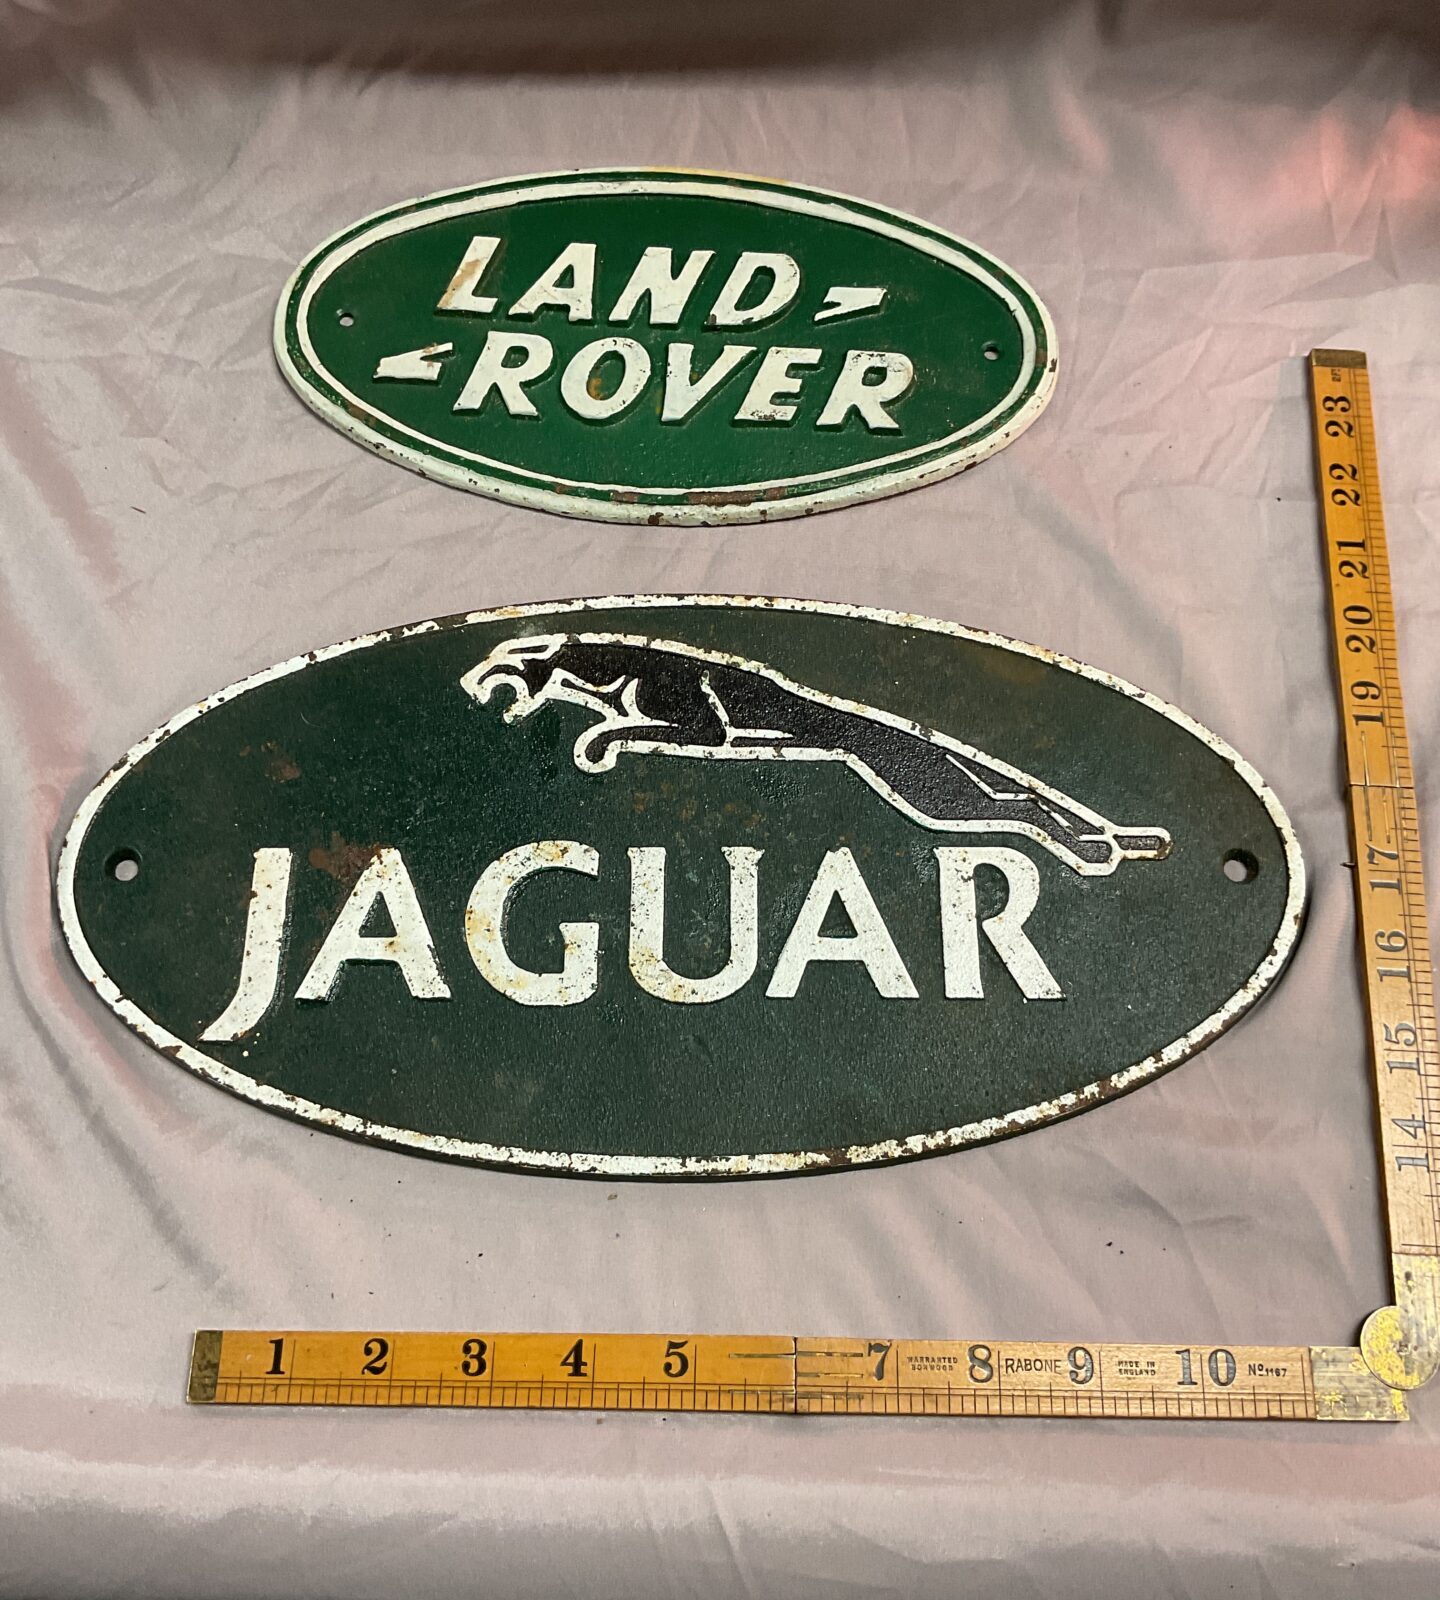 LAND
ROVER
JAGUAR
23
22
21
20
19
17
16
15
14
1 2 3 4 5 7 WARRANTED BOXWOOD 8 RABONE 9 MADE IN ENGLAND 10 No 1167